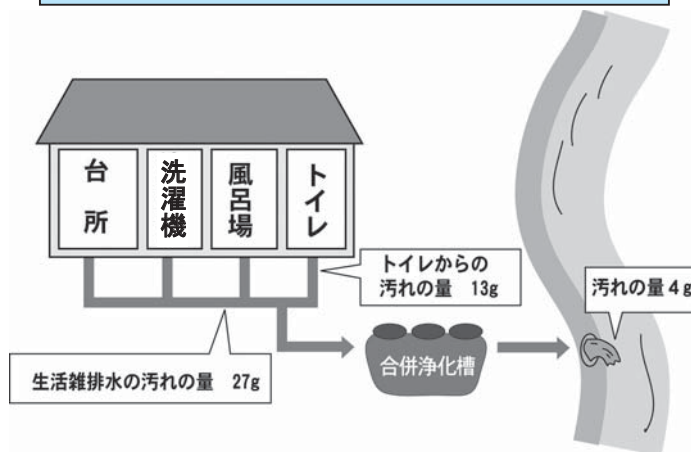 台所
洗濯機
風呂場
トイレ
トイレからの
汚れの量 13g
汚れの量4g
生活雑排水の汚れの量 27g
合併浄化槽